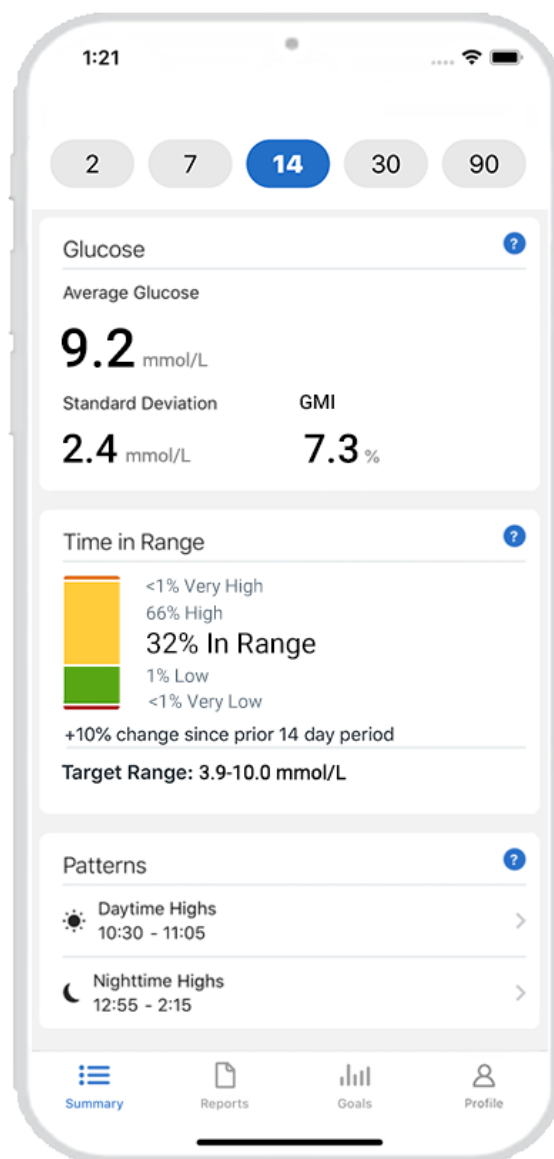 1:21
2 7 14 30 90
Glucose ?
Average Glucose
9.2 mmol/L
Standard Deviation GMI
2.4 mmol/L 7.3 %
Time in Range ?
<1% Very High
66% High
32% In Range
1% Low
<1% Very Low
+10% change since prior 14 day period
Target Range: 3.9-10.0 mmol/L
Patterns ?
Daytime Highs
10:30 - 11:05
Nighttime Highs
12:55 - 2:15
Summary Reports Goals Profile